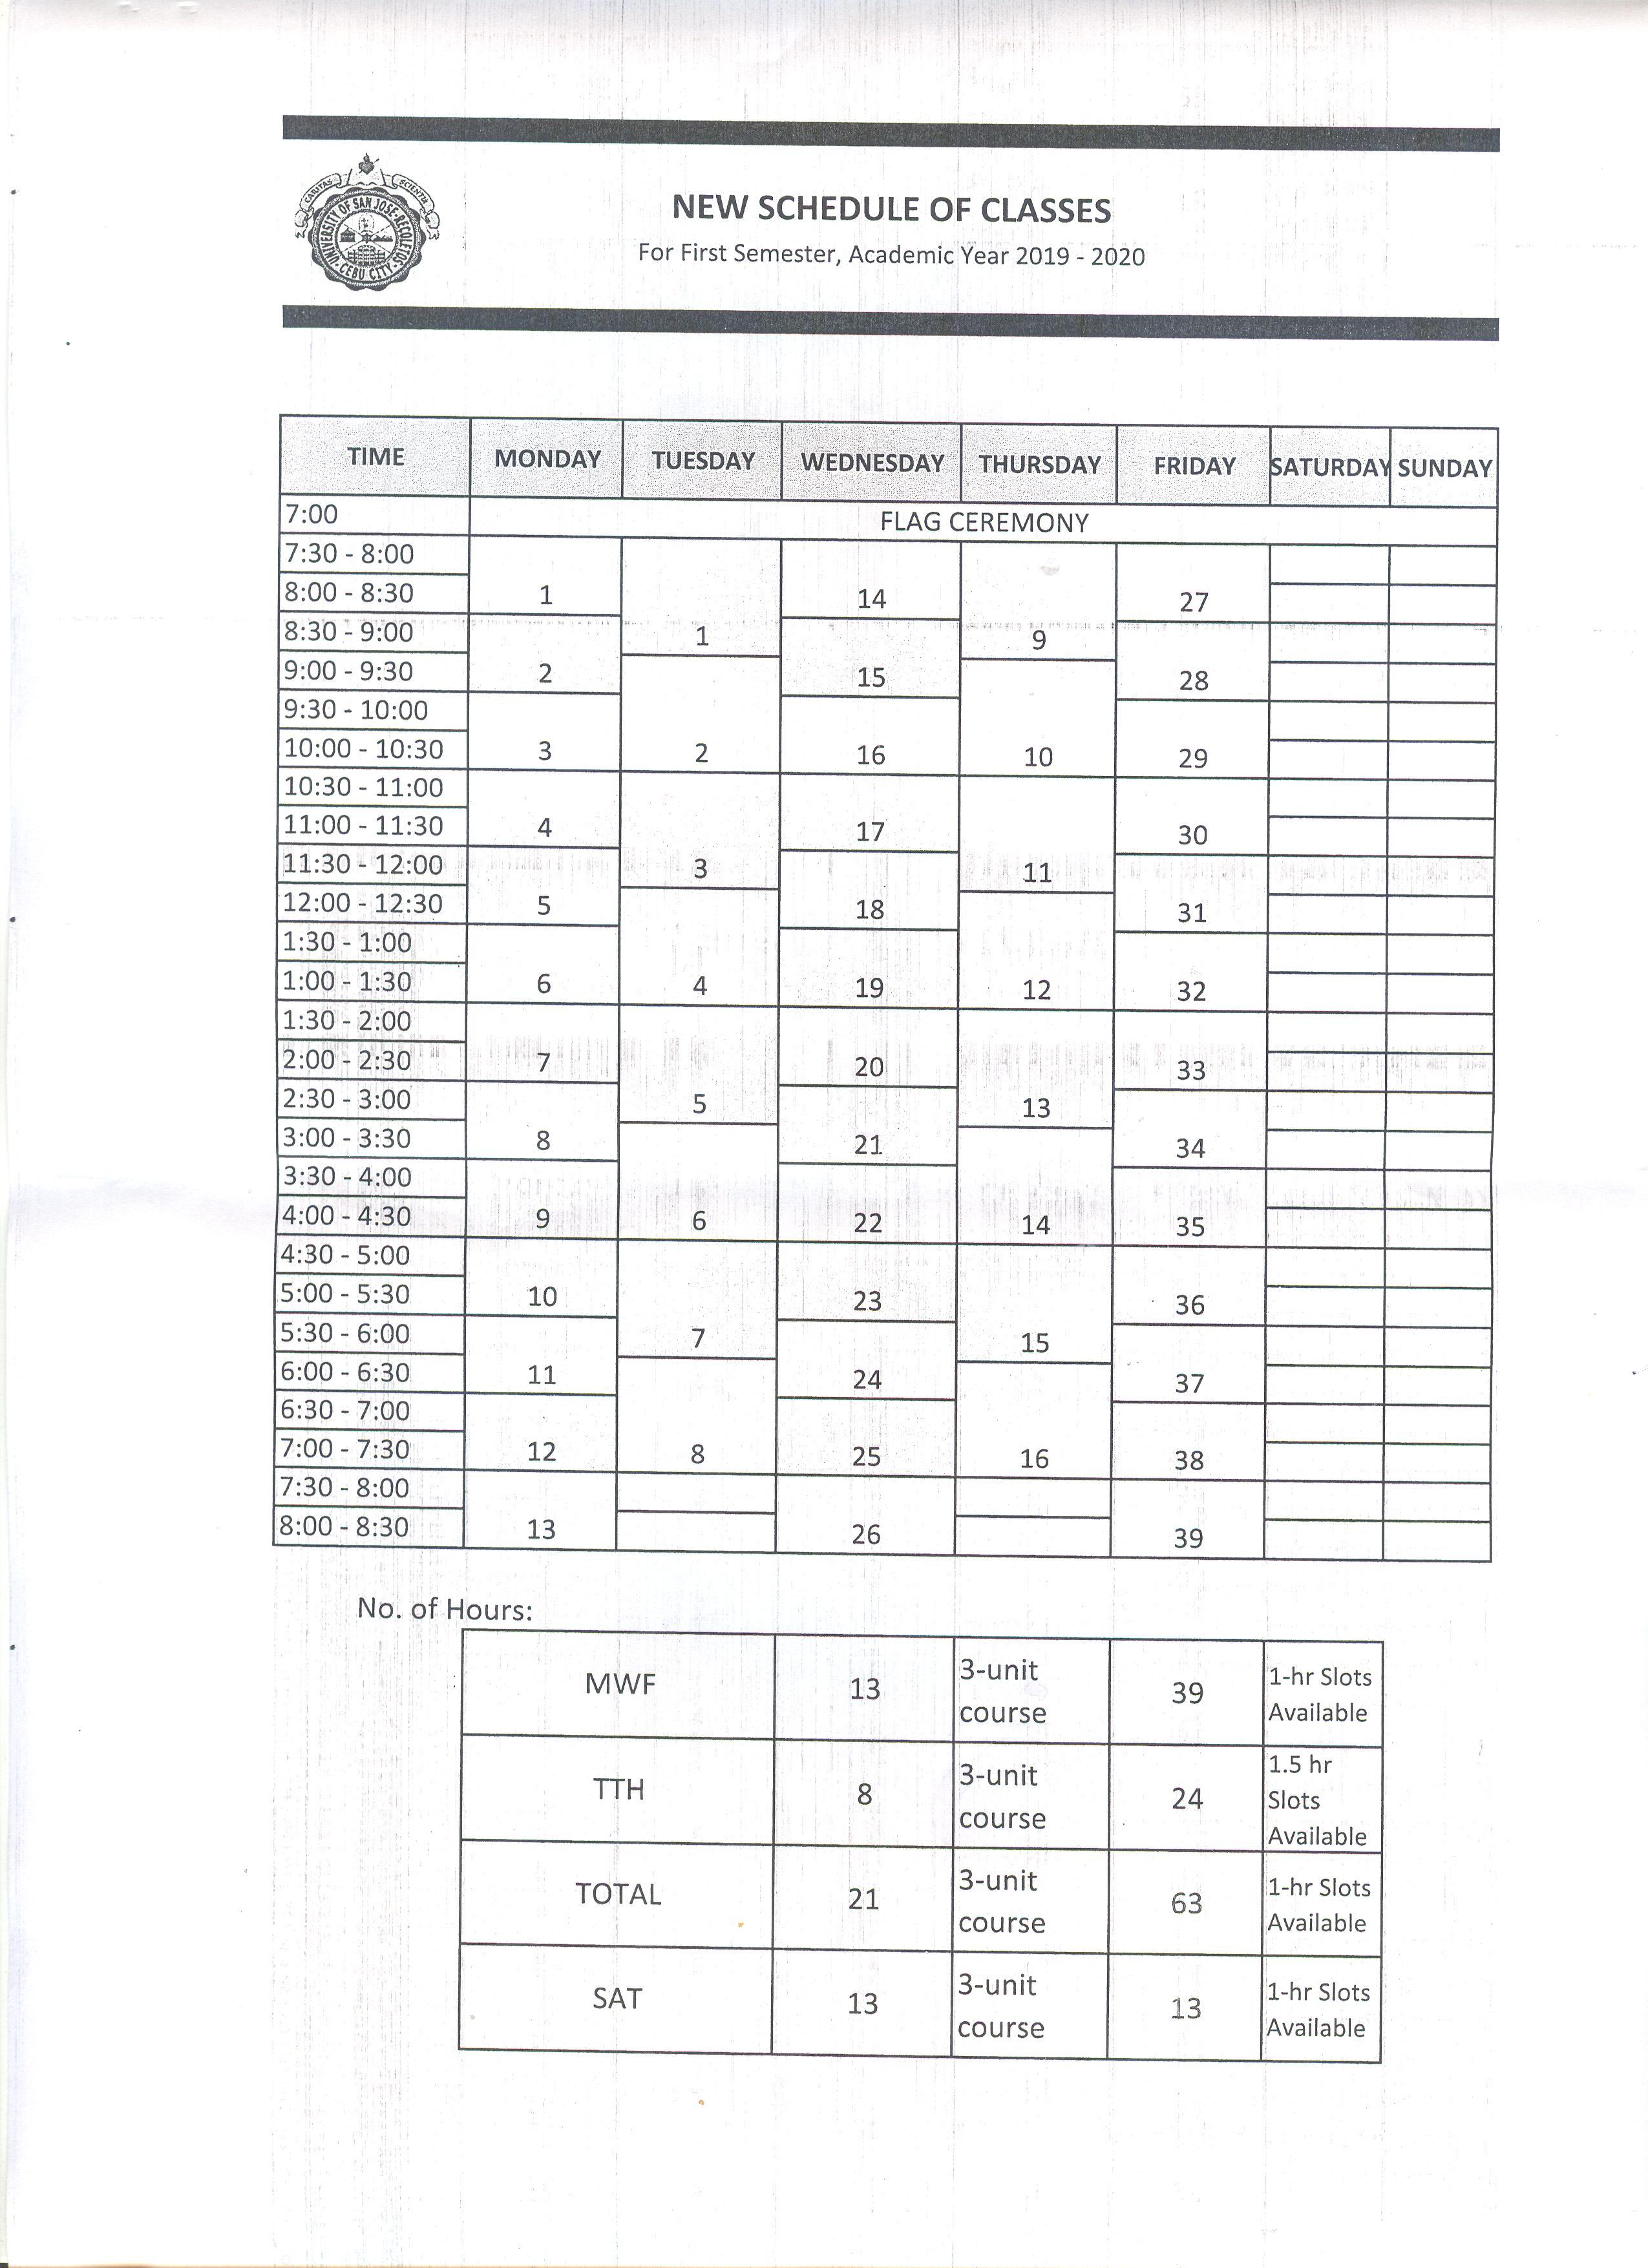 CARITAS SCIENTIA
UNIVERSITY OF SAN JOSE-RECOLETOS
CEBU CITY
NEW SCHEDULE OF CLASSES
For First Semester, Academic Year 2019 - 2020
TIME MONDAY TUESDAY WEDNESDAY THURSDAY FRIDAY SATURDAY SUNDAY
7:00 FLAG CEREMONY
7:30 - 8:00
8:00 - 8:30 1 14 27
8:30 - 9:00 1 9
9:00 - 9:30 2 15 28
9:30 - 10:00
10:00 - 10:30 3 2 16 10 29
10:30 - 11:00
11:00 - 11:30 4 17 30
11:30 - 12:00 3 11
12:00 - 12:30 5 18 31
1:30 - 1:00
1:00 - 1:30 6 4 19 12 32
1:30 - 2:00
2:00 - 2:30 7 20 33
2:30 - 3:00 5 13
3:00 - 3:30 8 21 34
3:30 - 4:00
4:00 - 4:30 9 6 22 14 35
4:30 - 5:00
5:00 - 5:30 10 23 36
5:30 - 6:00 7 15
6:00 - 6:30 11 24 37
6:30 - 7:00
7:00 - 7:30 12 8 25 16 38
7:30 - 8:00
8:00 - 8:30 13 26 39
No. of Hours:
MWF 13 3-unit course 39 1-hr Slots Available
TTH 8 3-unit course 24 1.5 hr Slots Available
TOTAL 21 3-unit course 63 1-hr Slots Available
SAT 13 3-unit course 13 1-hr Slots Available